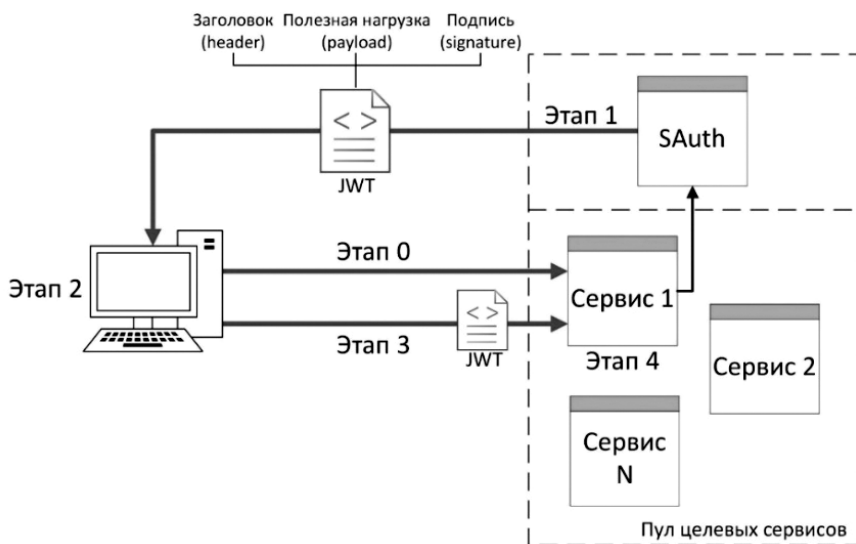 Заголовок Полезная нагрузка Подпись
(header) (payload) (signature)
Этап 1
SAuth
< >
JWT
Этап 0
Этап 2
Сервис 1
< >
Этап 3
JWT
Этап 4
Сервис 2
Сервис
N
Пул целевых сервисов